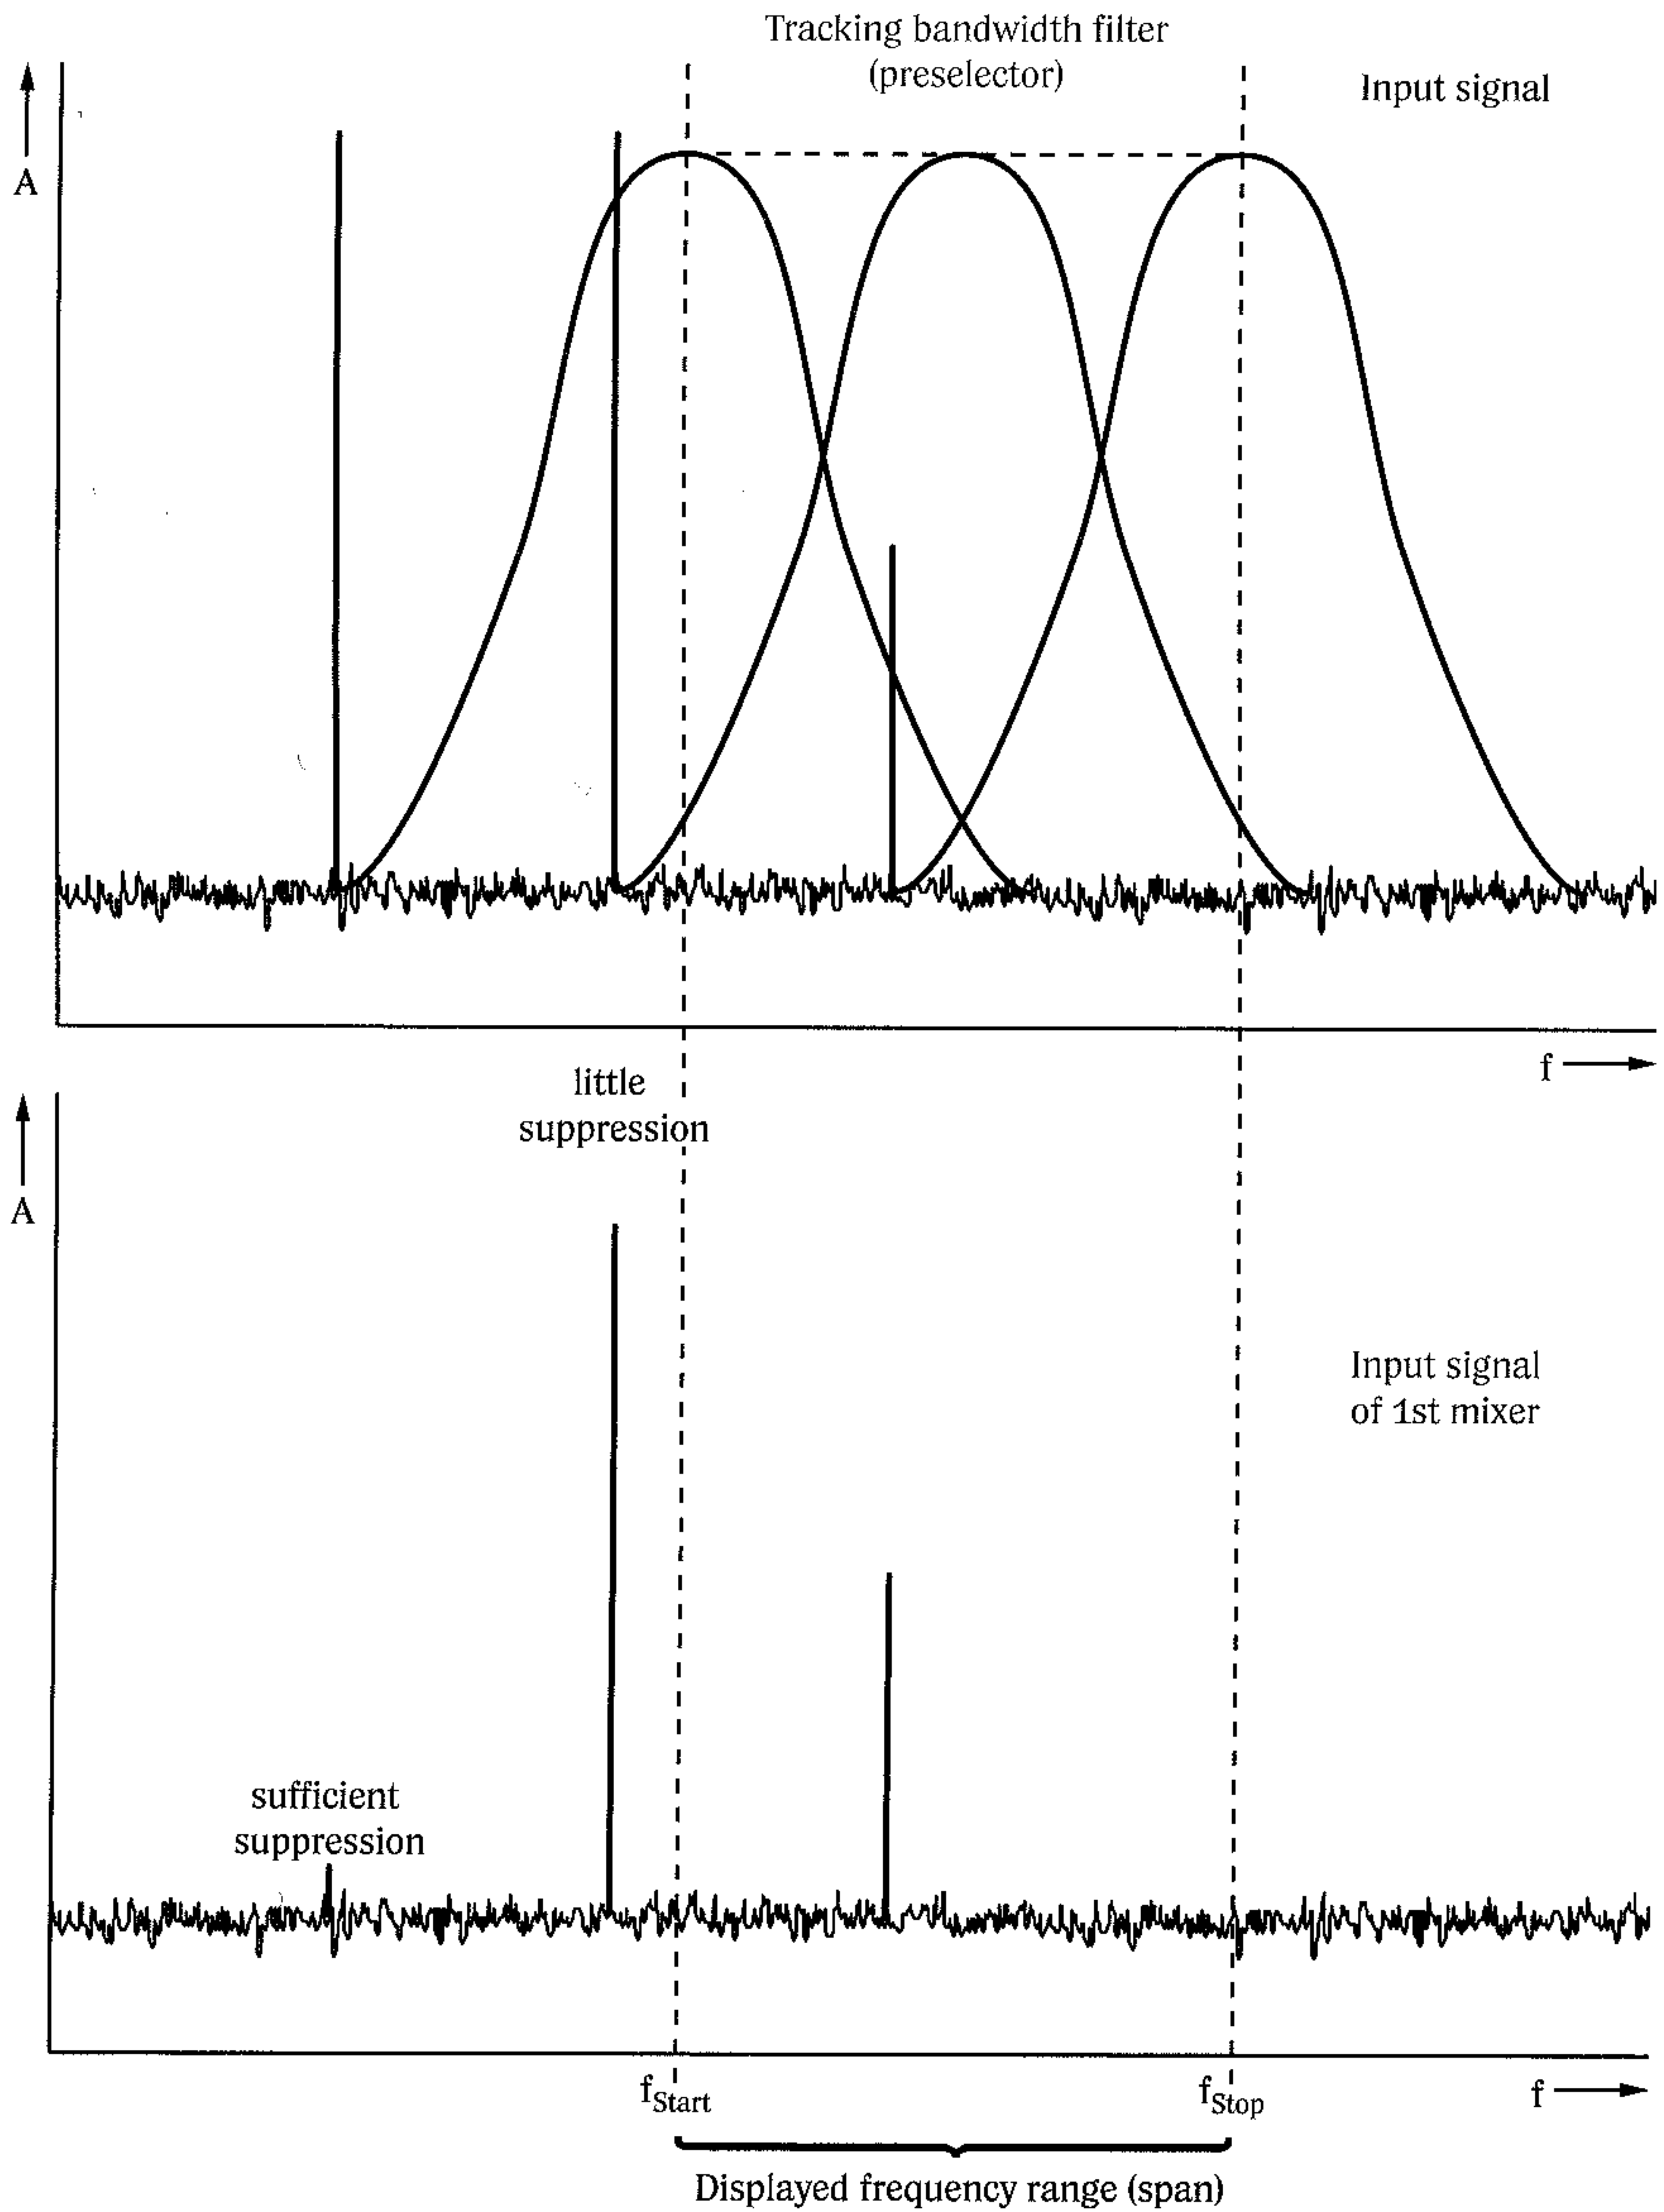 Tracking bandwidth filter
(preselector)
Input signal
A
f
little
suppression
A
Input signal
of 1st mixer
sufficient
suppression
fStart
fStop
f
Displayed frequency range (span)